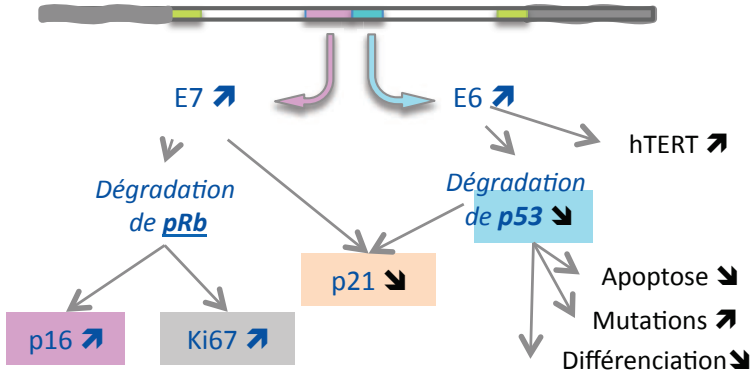 E7 ↗
E6 ↗
hTERT ↗
Dégradation
de pRb
Dégradation
de p53 ↘
p21 ↘
Apoptose ↘
p16 ↗
Ki67 ↗
Mutations ↗
Différenciation ↘